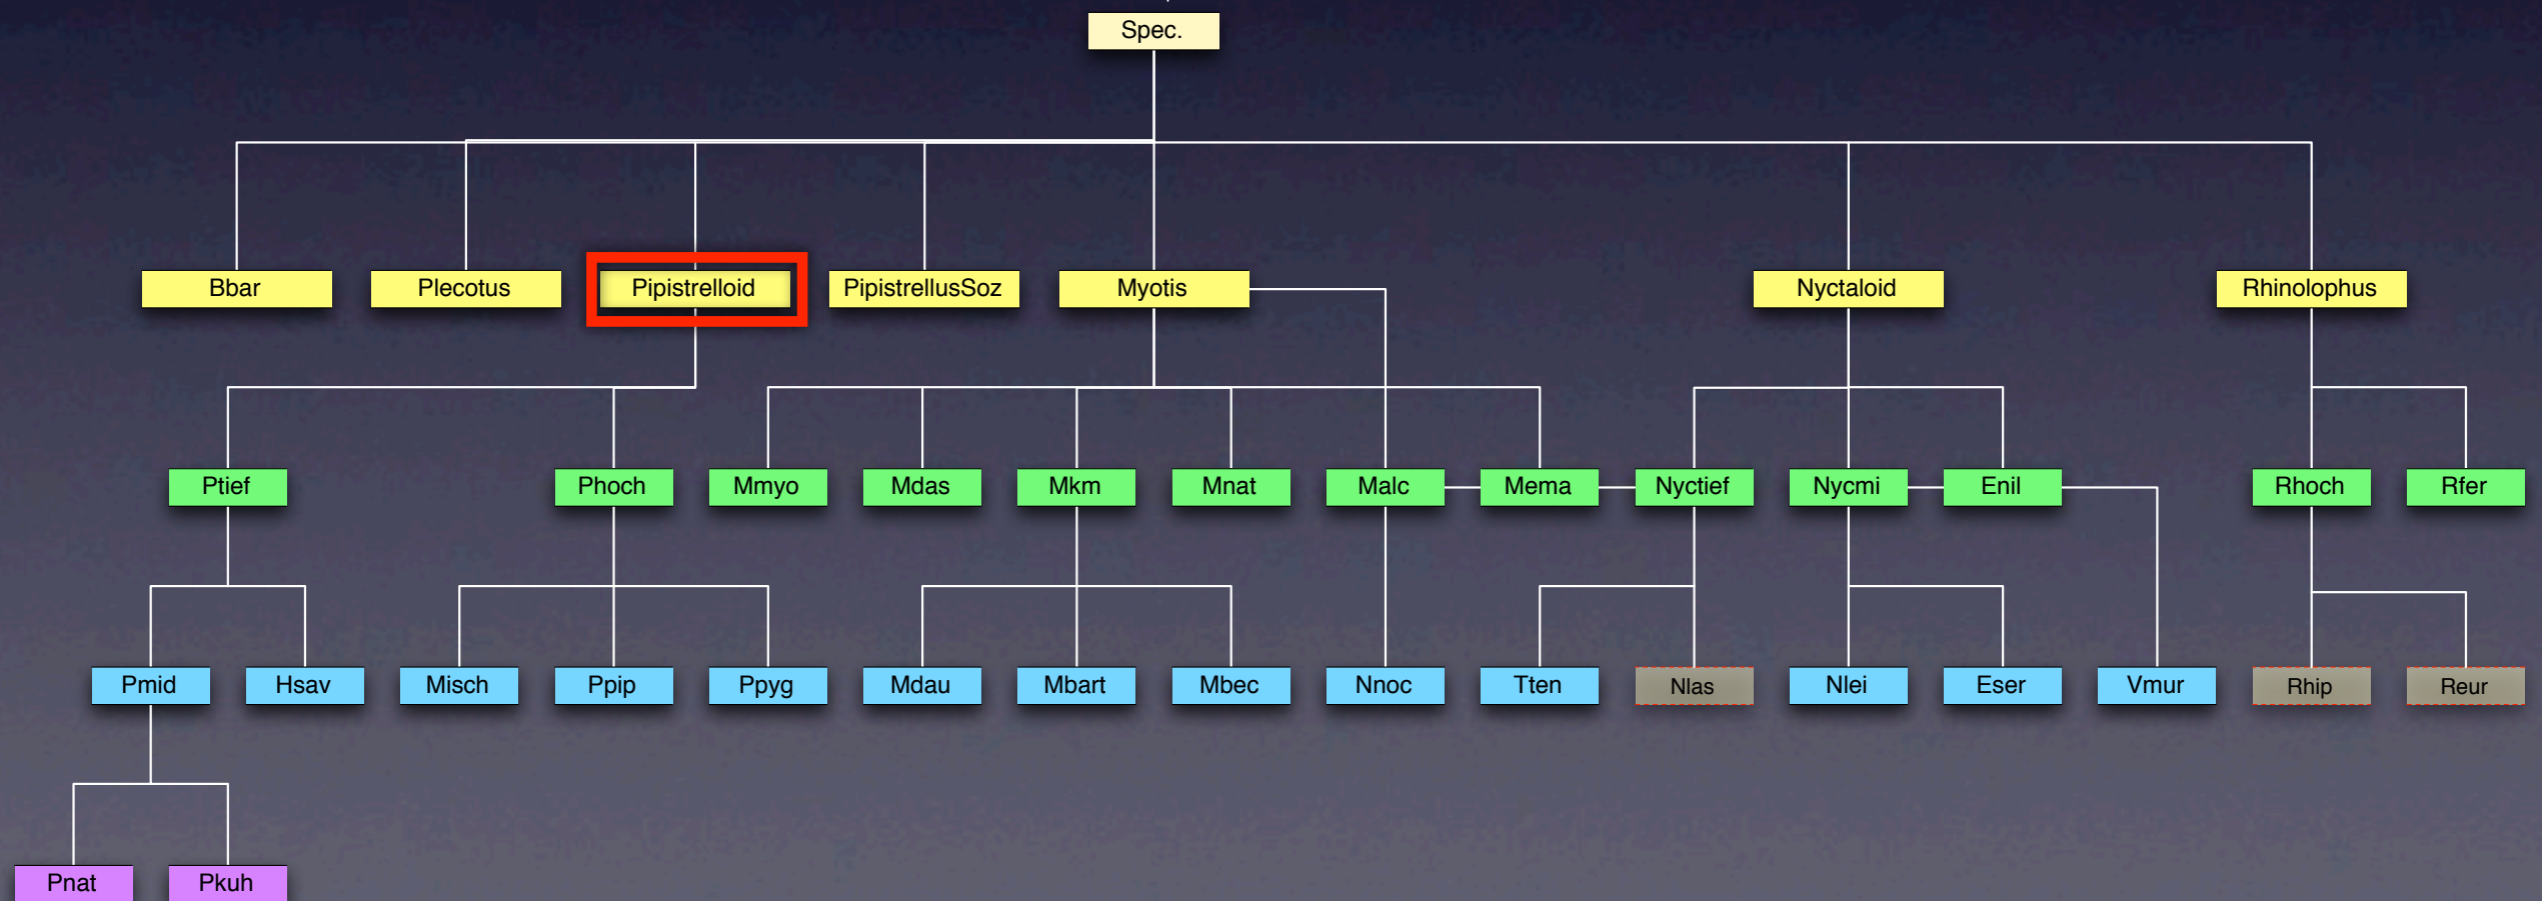 Spec.
Bbar
Plecotus
Pipistrelloid
PipistrellusSoz
Myotis
Nyctaloid
Rhinolophus
Ptief
Phoch
Mmyo
Mdas
Mkm
Mnat
Malc
Mema
Nyctief
Nycmi
Enil
Rhoch
Rfer
Pmid
Hsav
Misch
Ppip
Ppyg
Mdau
Mbart
Mbec
Nnoc
Tten
Nlas
Nlei
Eser
Vmur
Rhip
Reur
Pnat
Pkuh